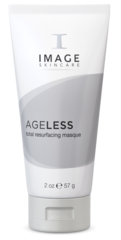 IMAGE
SKINCARE
AGELESS
total resurfacing masque
2 oz | 57 g